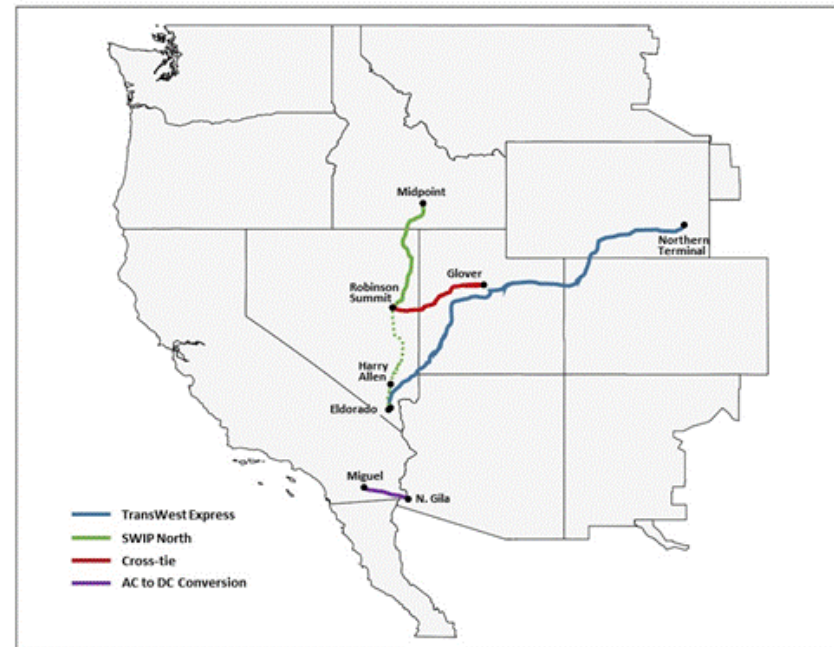 Midpoint
Northern
Terminal
Glover
Robinson
Summit
Harry
Allen
Eldorado
Miguel
N. Gila
TransWest Express
SWIP North
Cross-tie
AC to DC Conversion